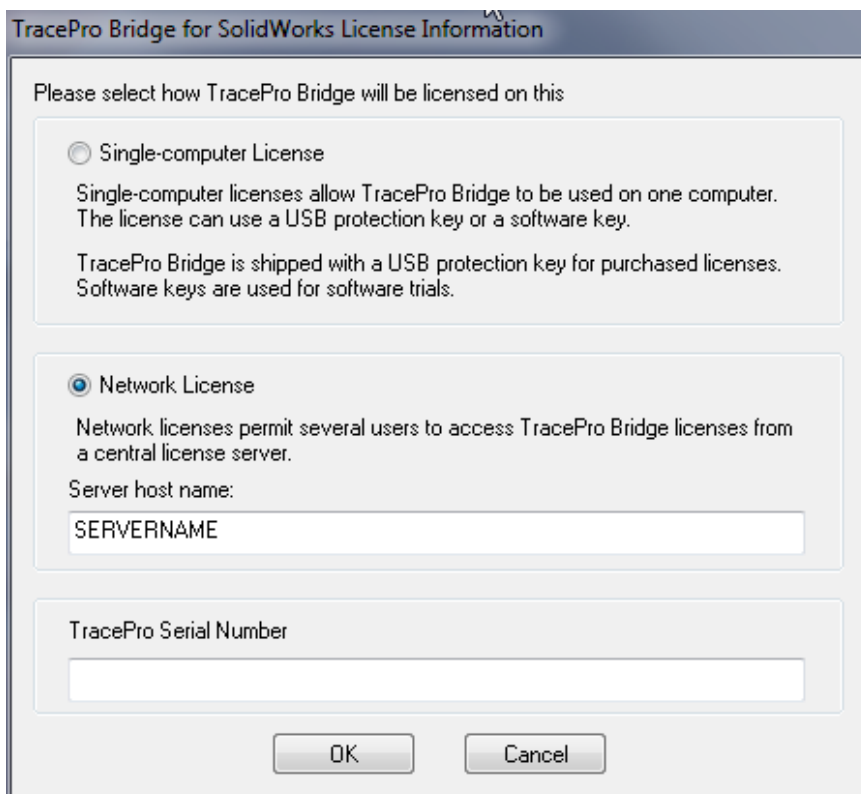 TracePro Bridge for SolidWorks License Information
Please select how TracePro Bridge will be licensed on this
Single-computer License
Single-computer licenses allow TracePro Bridge to be used on one computer.
The license can use a USB protection key or a software key.
TracePro Bridge is shipped with a USB protection key for purchased licenses.
Software keys are used for software trials.
Network License
Network licenses permit several users to access TracePro Bridge licenses from
a central license server.
Server host name:
SERVERNAME
TracePro Serial Number
OK
Cancel